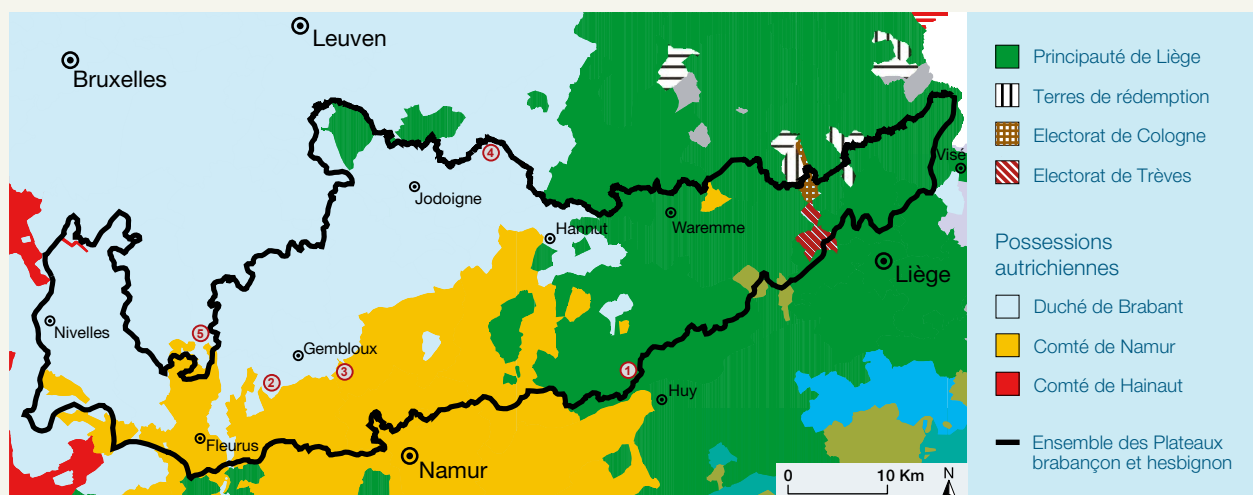 Leuven
Bruxelles
Visé
4
Jodoigne
Hannut
Waremme
Liège
Nivelles
5
Gembloux
3
2
1
Huy
Fleurus
Namur
0 10 Km N
Principauté de Liège
Terres de rédemption
Electorat de Cologne
Electorat de Trèves
Possessions
autrichiennes
Duché de Brabant
Comté de Namur
Comté de Hainaut
Ensemble des Plateaux
brabançon et hesbignon